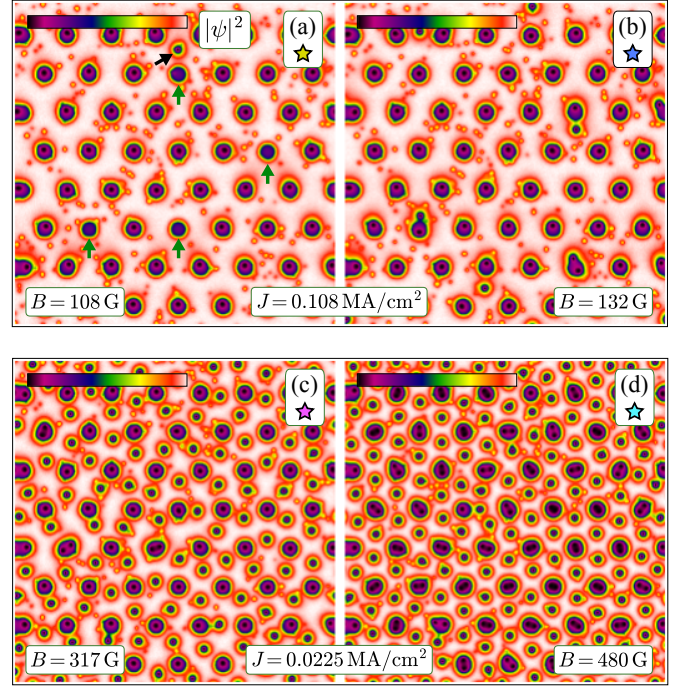 |ψ|²
(a)
(b)
B = 108 G
J = 0.108 MA/cm²
B = 132 G
(c)
(d)
B = 317 G
J = 0.0225 MA/cm²
B = 480 G